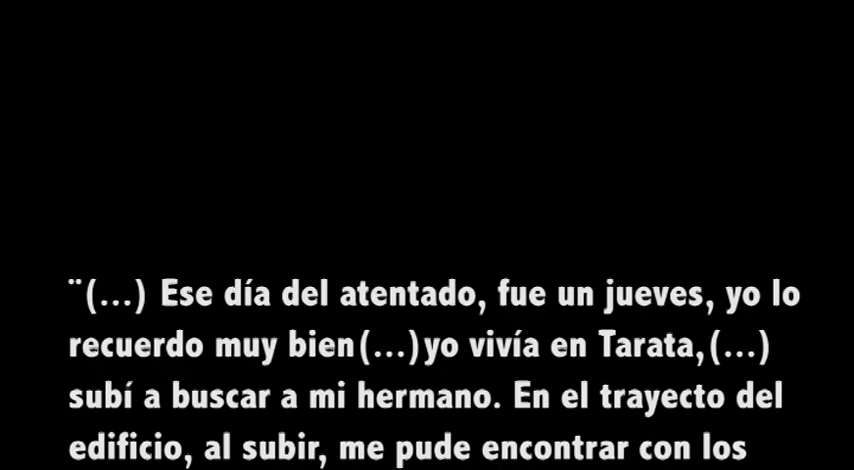 ¨(...) Ese día del atentado, fue un jueves, yo lo
recuerdo muy bien(...)yo vivía en Tarata,(...)
subí a buscar a mi hermano. En el trayecto del
edificio, al subir, me pude encontrar con los